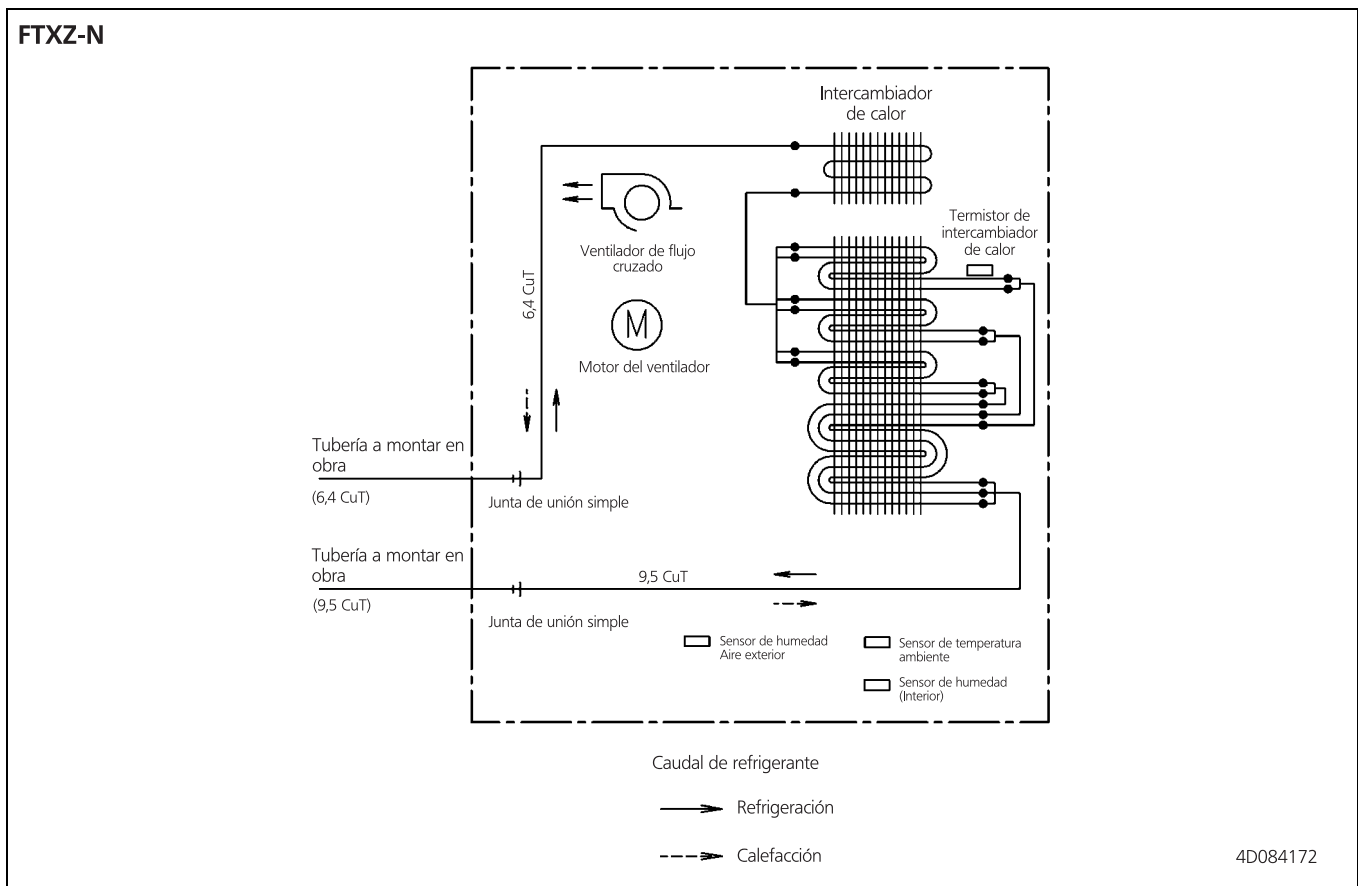 FTXZ-N
Intercambiador
de calor
Termistor de
intercambiador
de calor
Ventilador de flujo
cruzado
6,4 CuT
M
Motor del ventilador
Tubería a montar en
obra
(6,4 CuT)
Junta de unión simple
Tubería a montar en
obra
(9,5 CuT)
9,5 CuT
Junta de unión simple
Sensor de humedad
Aire exterior
Sensor de temperatura
ambiente
Sensor de humedad
(Interior)
Caudal de refrigerante
Refrigeración
Calefacción
4D084172